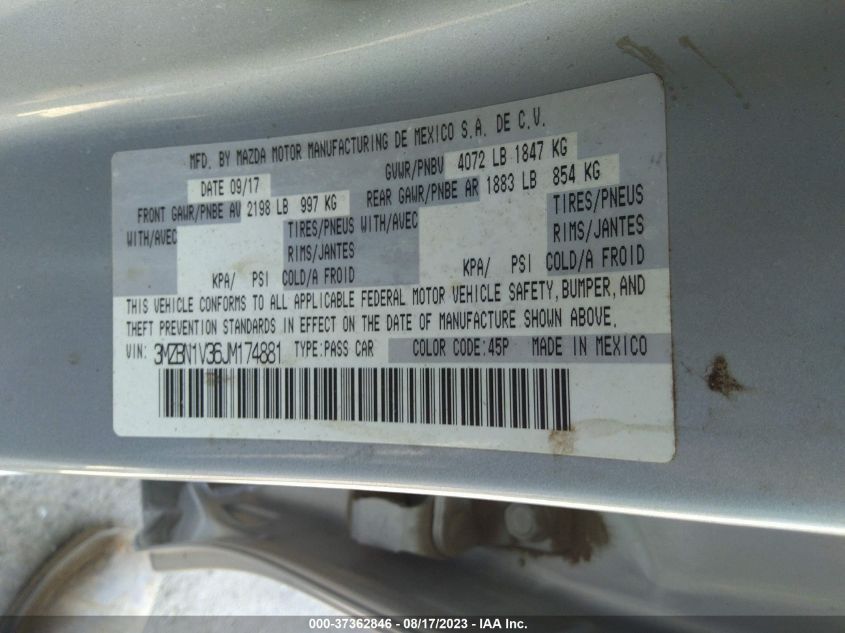 MFD. BY MAZDA MOTOR MANUFACTURING DE MEXICO S.A. DE C.V.
DATE 09/17 GVWR/PNBV 4072 LB 1847 KG
FRONT GAWR/PNBE AV 2198 LB 997 KG REAR GAWR/PNBE AR 1883 LB 854 KG
WITH/AVEC TIRES/PNEUS WITH/AVEC TIRES/PNEUS
RIMS/JANTES RIMS/JANTES
KPA/ PSI COLD/A FROID KPA/ PSI COLD/A FROID
THIS VEHICLE CONFORMS TO ALL APPLICABLE FEDERAL MOTOR VEHICLE SAFETY, BUMPER, AND
THEFT PREVENTION STANDARDS IN EFFECT ON THE DATE OF MANUFACTURE SHOWN ABOVE.
VIN: 3MZBN1V36JM174881 TYPE:PASS CAR COLOR CODE:45P MADE IN MEXICO
000-37362846 - 08/17/2023 - IAA Inc.